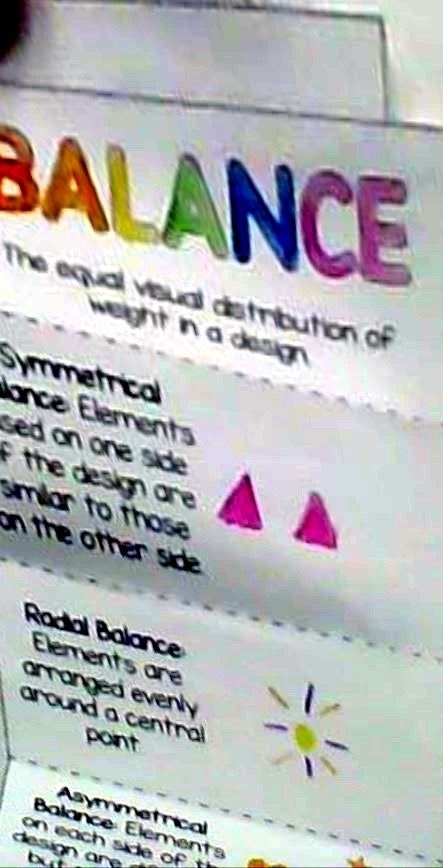 BALANCE
The equal visual distribution of
weight in a design
Symmetrical
lance: Elements
sed on one side
f the design are
similar to those
on the other side.
Radial Balance:
Elements are
arranged evenly
around a central
point.
Asymmetrical
Balance: Elements
on each side of th
design are
but